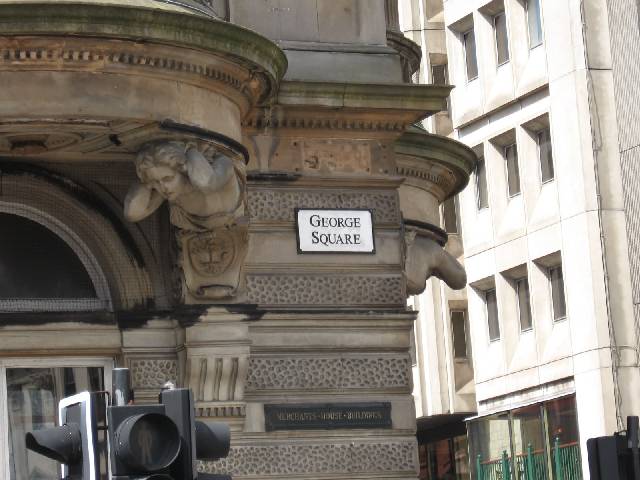 GEORGE
SQUARE
MERCHANTS · HOUSE · BUILDINGS